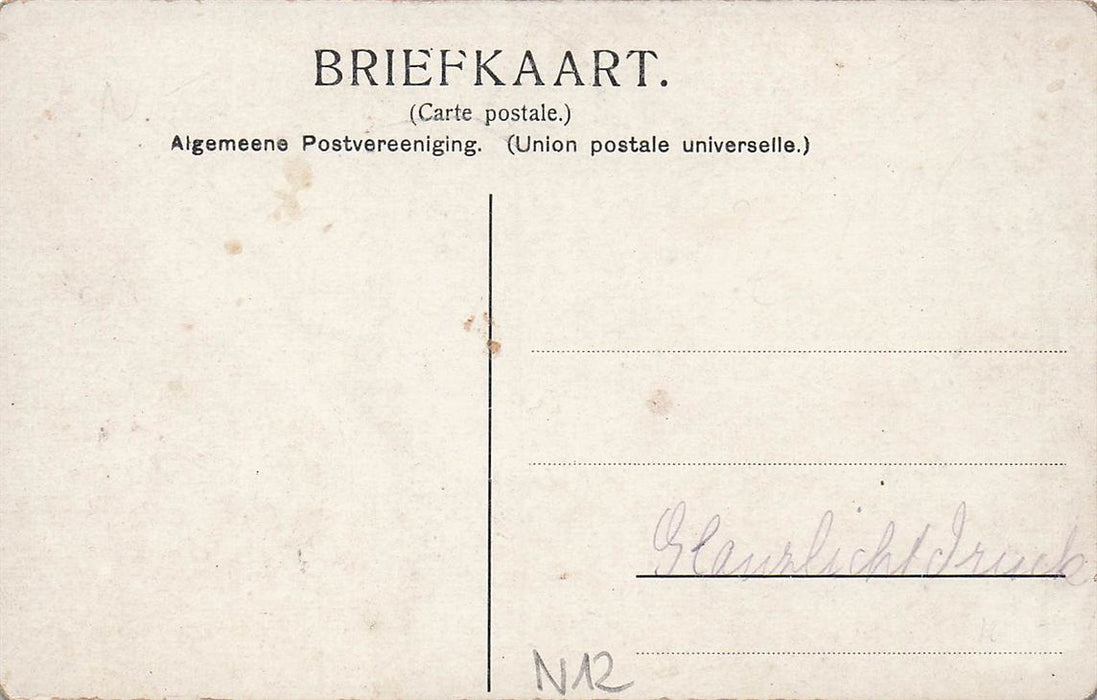 BRIEFKAART.
(Carte postale.)
Algemeene Postvereeniging. (Union postale universelle.)
Glanzlichtdruck
N12